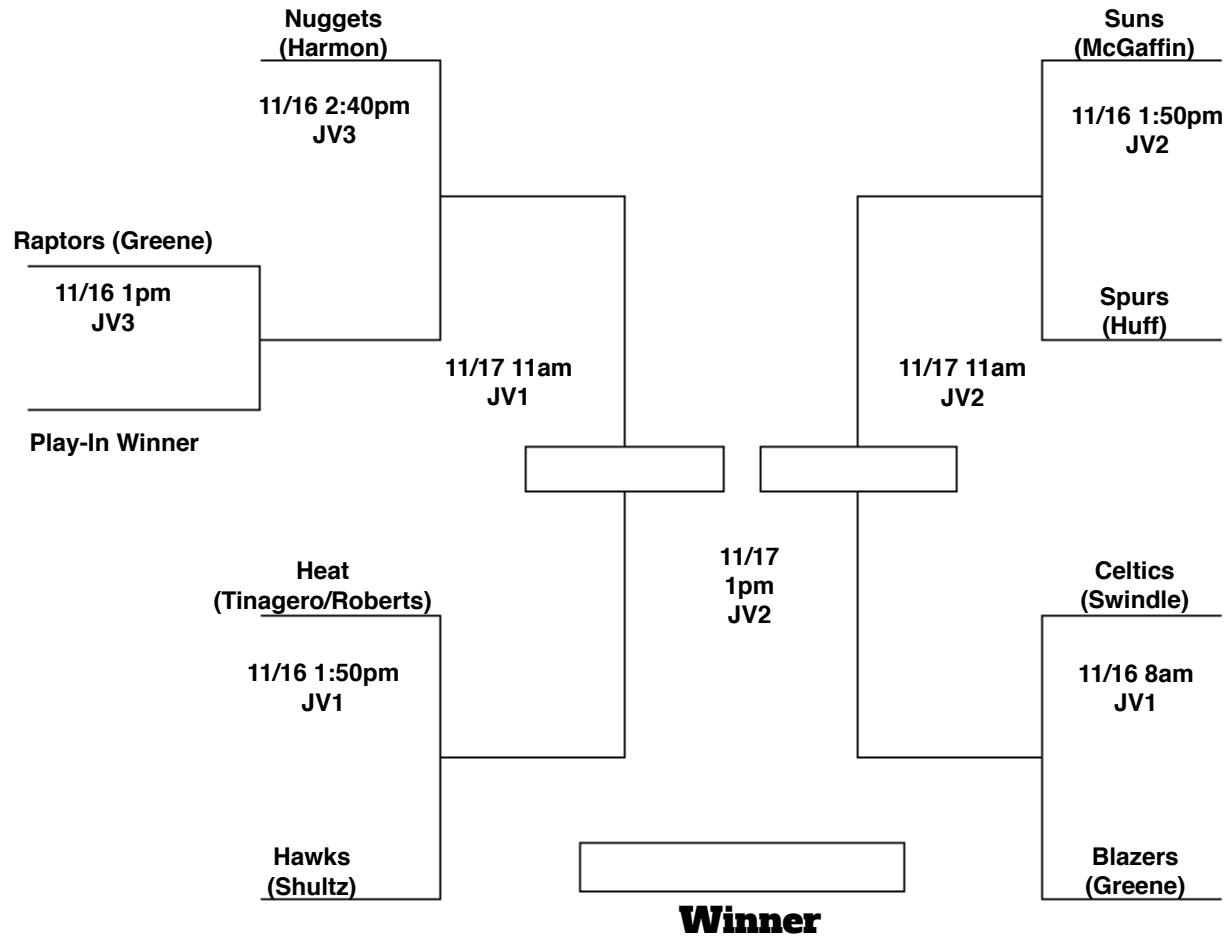 Nuggets
(Harmon)
11/16 2:40pm
JV3
Raptors (Greene)
11/16 1pm
JV3
Play-In Winner
11/17 11am
JV1
Heat
(Tinagero/Roberts)
11/16 1:50pm
JV1
Hawks
(Shultz)
11/17
1pm
JV2
Winner
Suns
(McGaffin)
11/16 1:50pm
JV2
Spurs
(Huff)
11/17 11am
JV2
Celtics
(Swindle)
11/16 8am
JV1
Blazers
(Greene)